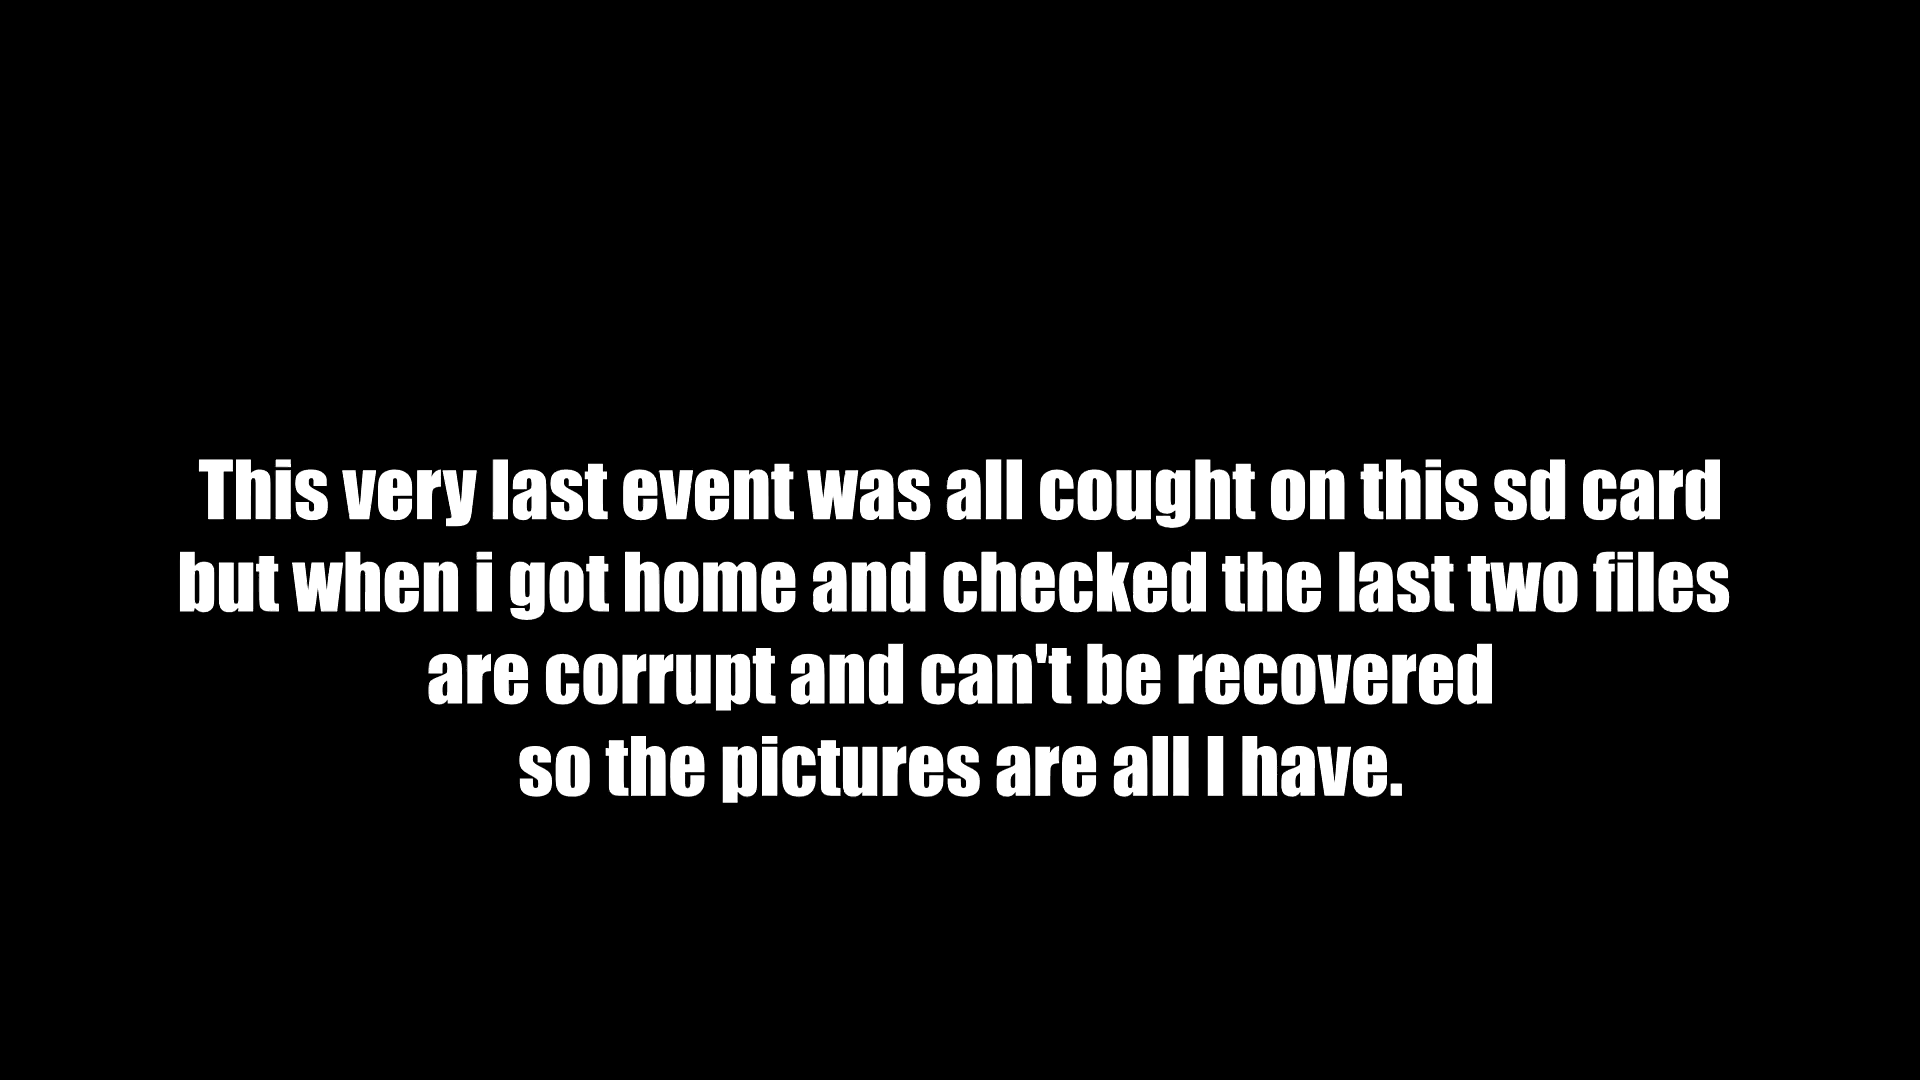 This very last event was all cought on this sd card
but when i got home and checked the last two files
are corrupt and can't be recovered
so the pictures are all I have.